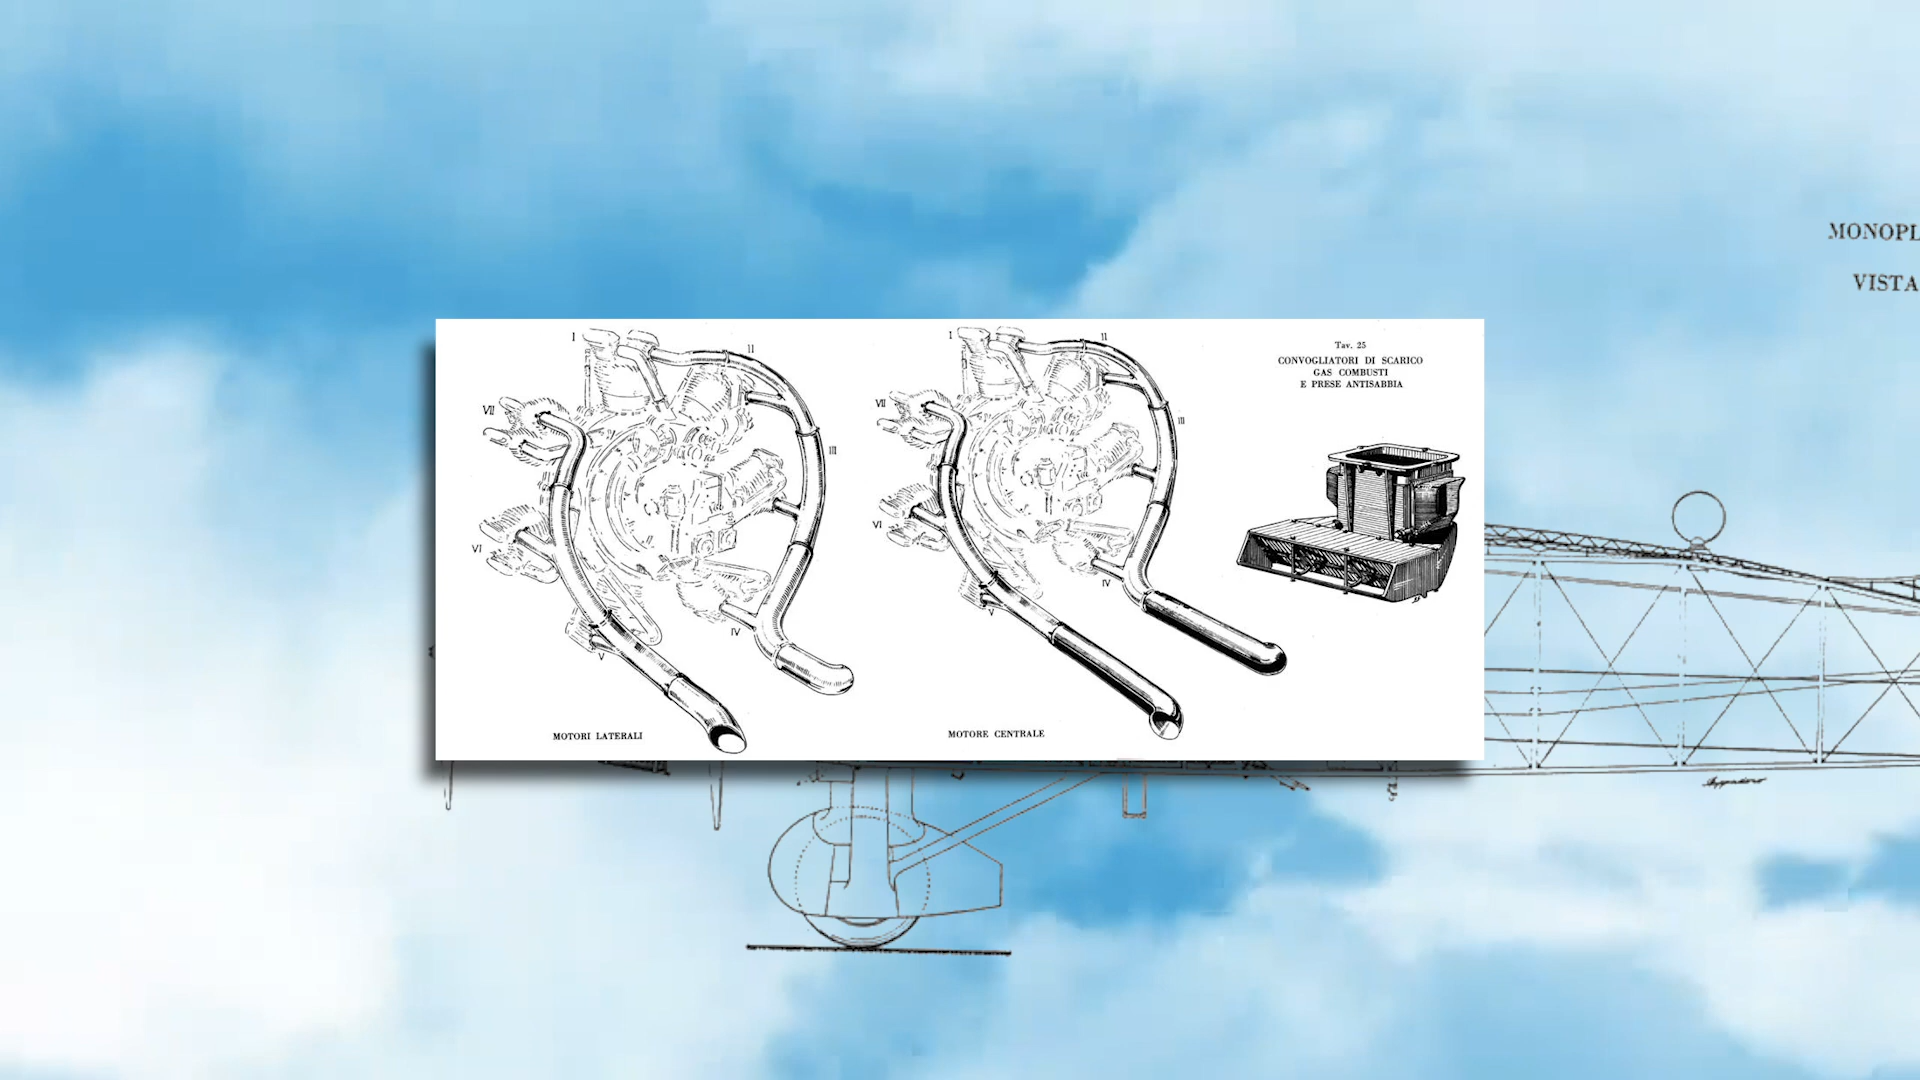 MONOPL
VISTA
I
II
VII
III
VI
IV
V
MOTORI LATERALI
I
II
VII
III
VI
IV
V
MOTORE CENTRALE
Tav. 25
CONVOGLIATORI DI SCARICO
GAS COMBUSTI
E PRESE ANTISABBIA